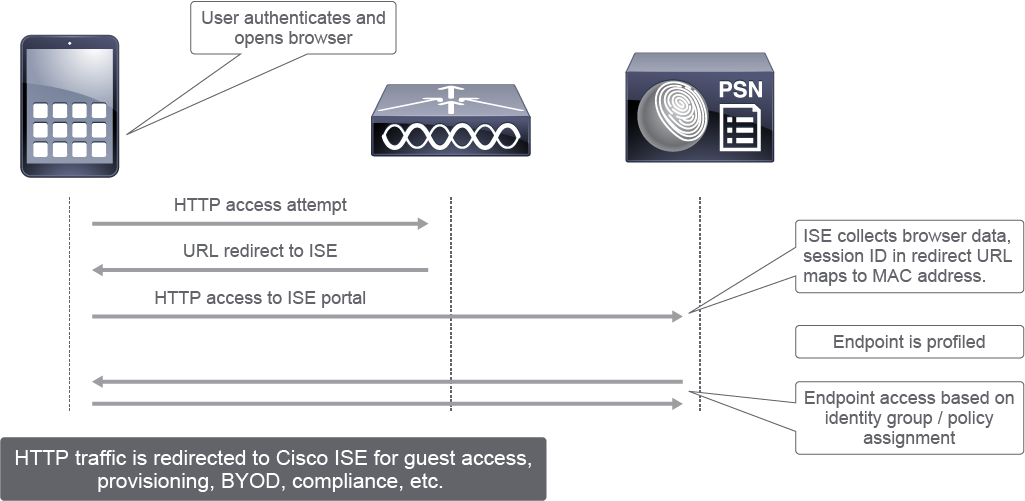 User authenticates and
opens browser
PSN
HTTP access attempt
URL redirect to ISE
HTTP access to ISE portal
ISE collects browser data,
session ID in redirect URL
maps to MAC address.
Endpoint is profiled
Endpoint access based on
identity group / policy
assignment
HTTP traffic is redirected to Cisco ISE for guest access,
provisioning, BYOD, compliance, etc.